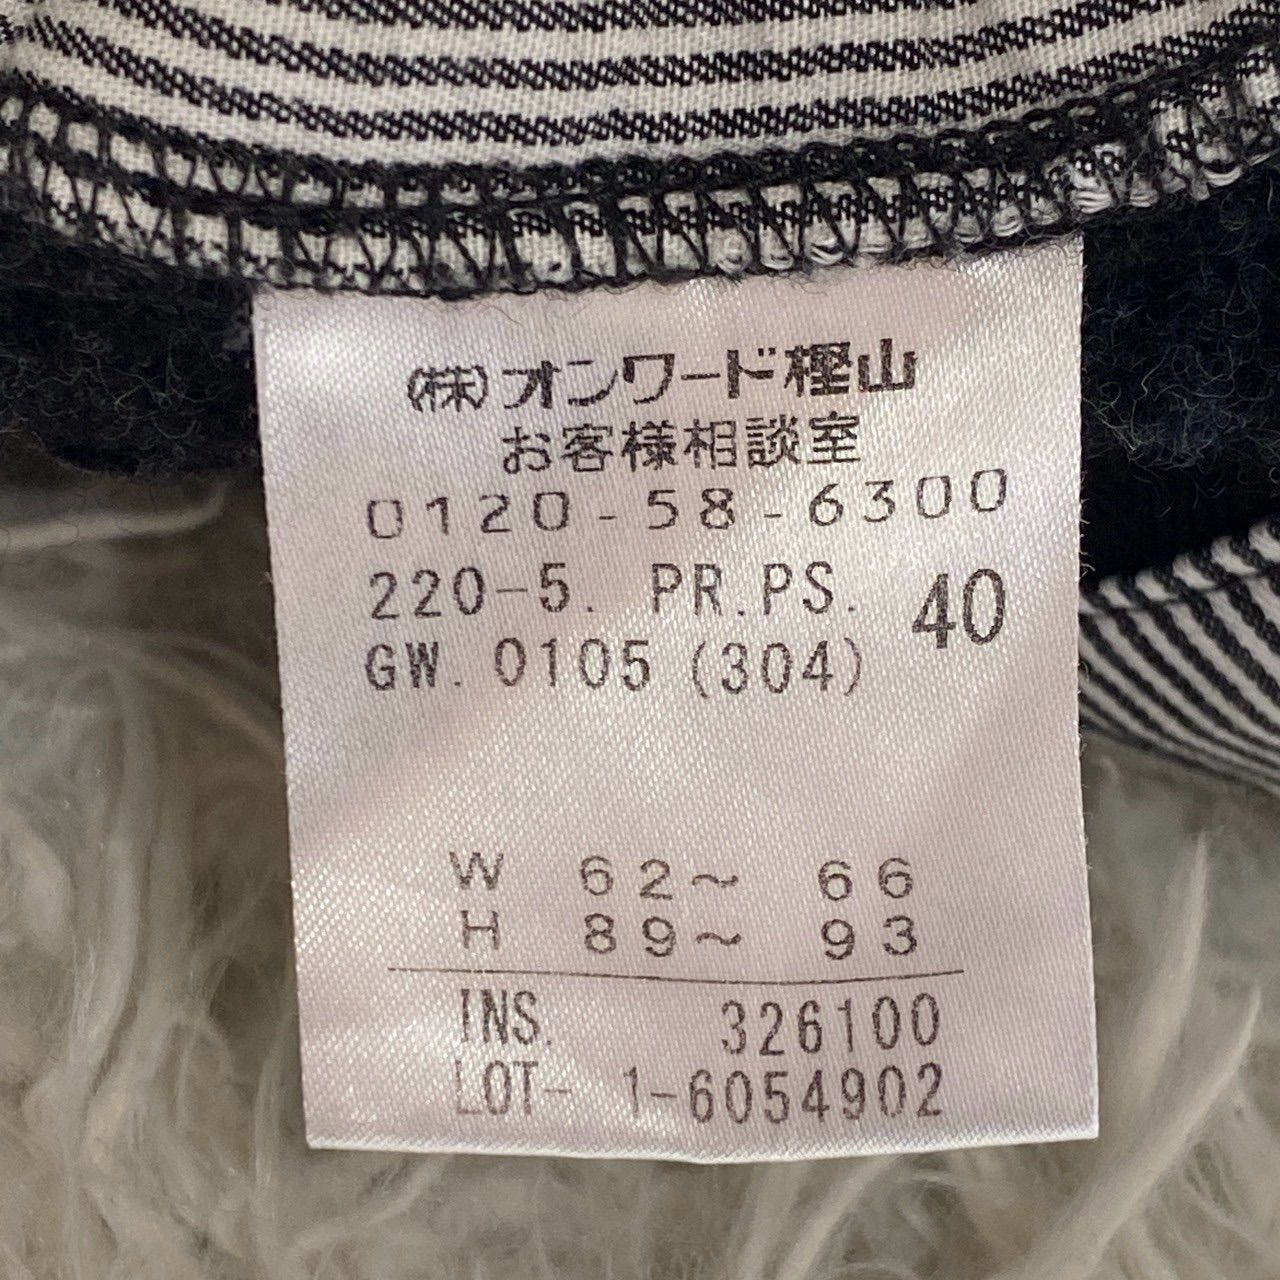 (株)オンワード樫山
お客様相談室
0120-58-6300
220-5. PR.PS. 40
GW. 0105 (304)
W 62～ 66
H 89～ 93
INS. 326100
LOT- 1-6054902